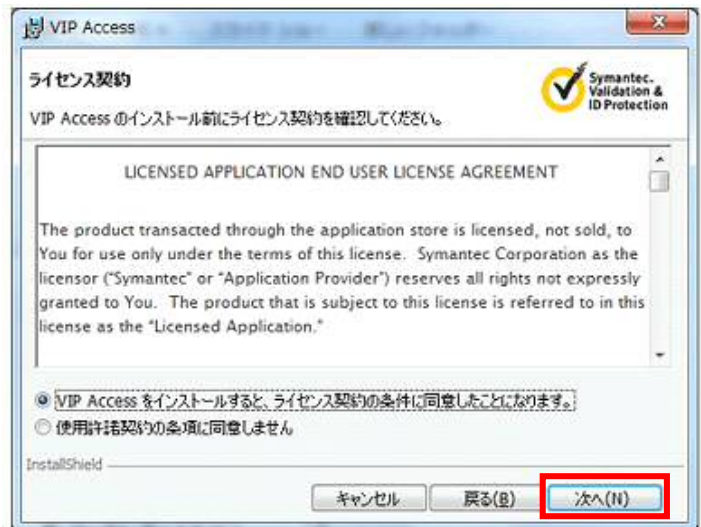 VIP Access
ライセンス契約
VIP Access のインストール前にライセンス契約を確認してください。
Symantec.
Validation &
ID Protection
LICENSED APPLICATION END USER LICENSE AGREEMENT
The product transacted through the application store is licensed, not sold, to
You for use only under the terms of this license.  Symantec Corporation as the
licensor ("Symantec" or "Application Provider") reserves all rights not expressly
granted to You.  The product that is subject to this license is referred to in this
license as the "Licensed Application."
VIP Access をインストールすると、ライセンス契約の条件に同意したことになります。
使用許諾契約の条項に同意しません
InstallShield
キャンセル
戻る(B)
次へ(N)